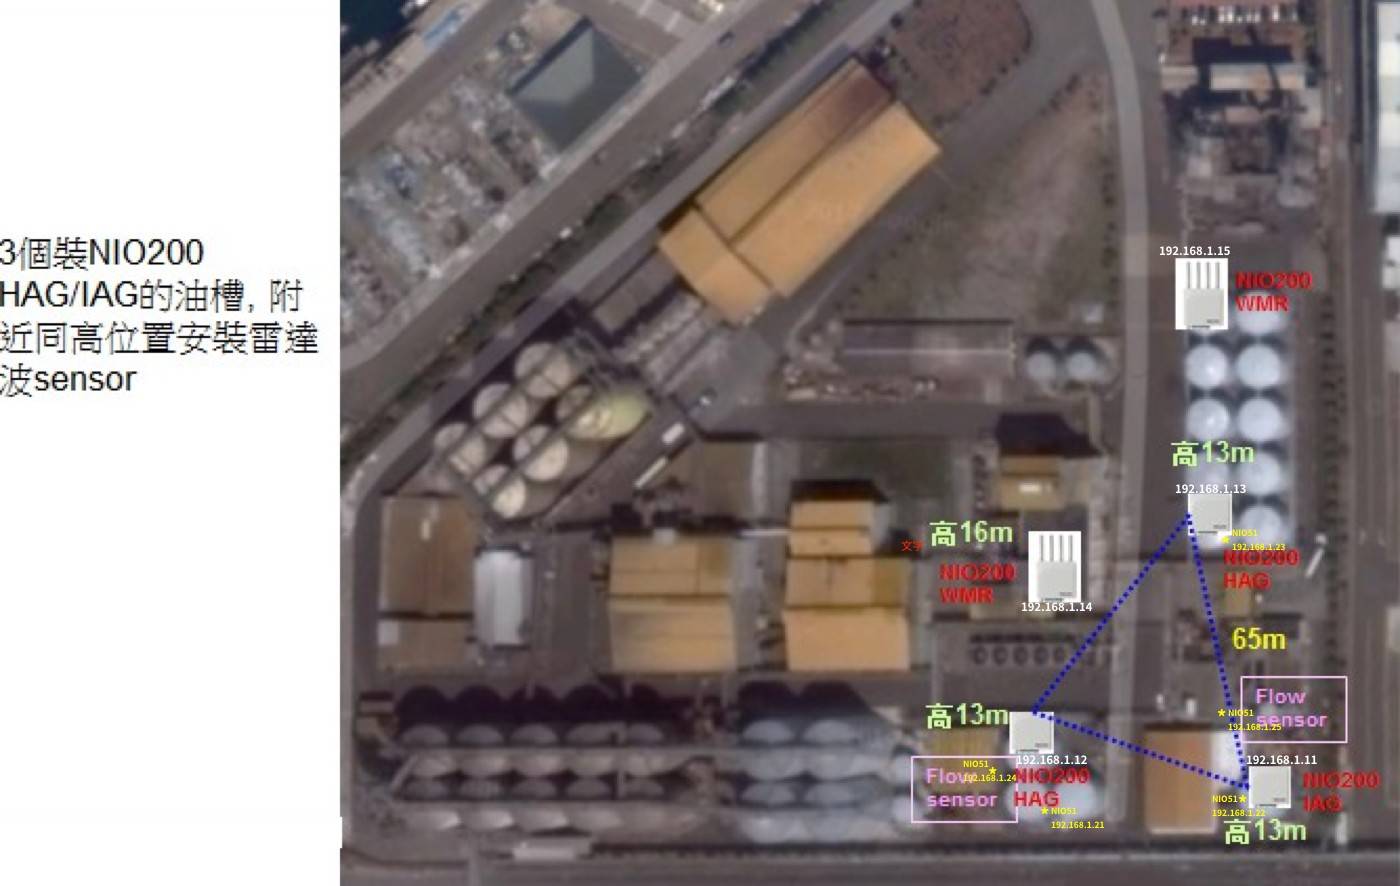 3個裝NIO200
HAG/IAG的油槽, 附
近同高位置安裝雷達
波sensor
192.168.1.15
NIO200
WMR
高13m
192.168.1.13
NIO51
192.168.1.23
NIO200
HAG
高16m
文字
NIO200
WMR
192.168.1.14
65m
Flow
sensor
NIO51
192.168.1.25
高13m
192.168.1.12
NIO51
192.168.1.24
Flow
sensor
NIO200
HAG
NIO51
192.168.1.21
192.168.1.11
NIO200
IAG
NIO51
192.168.1.22
高13m